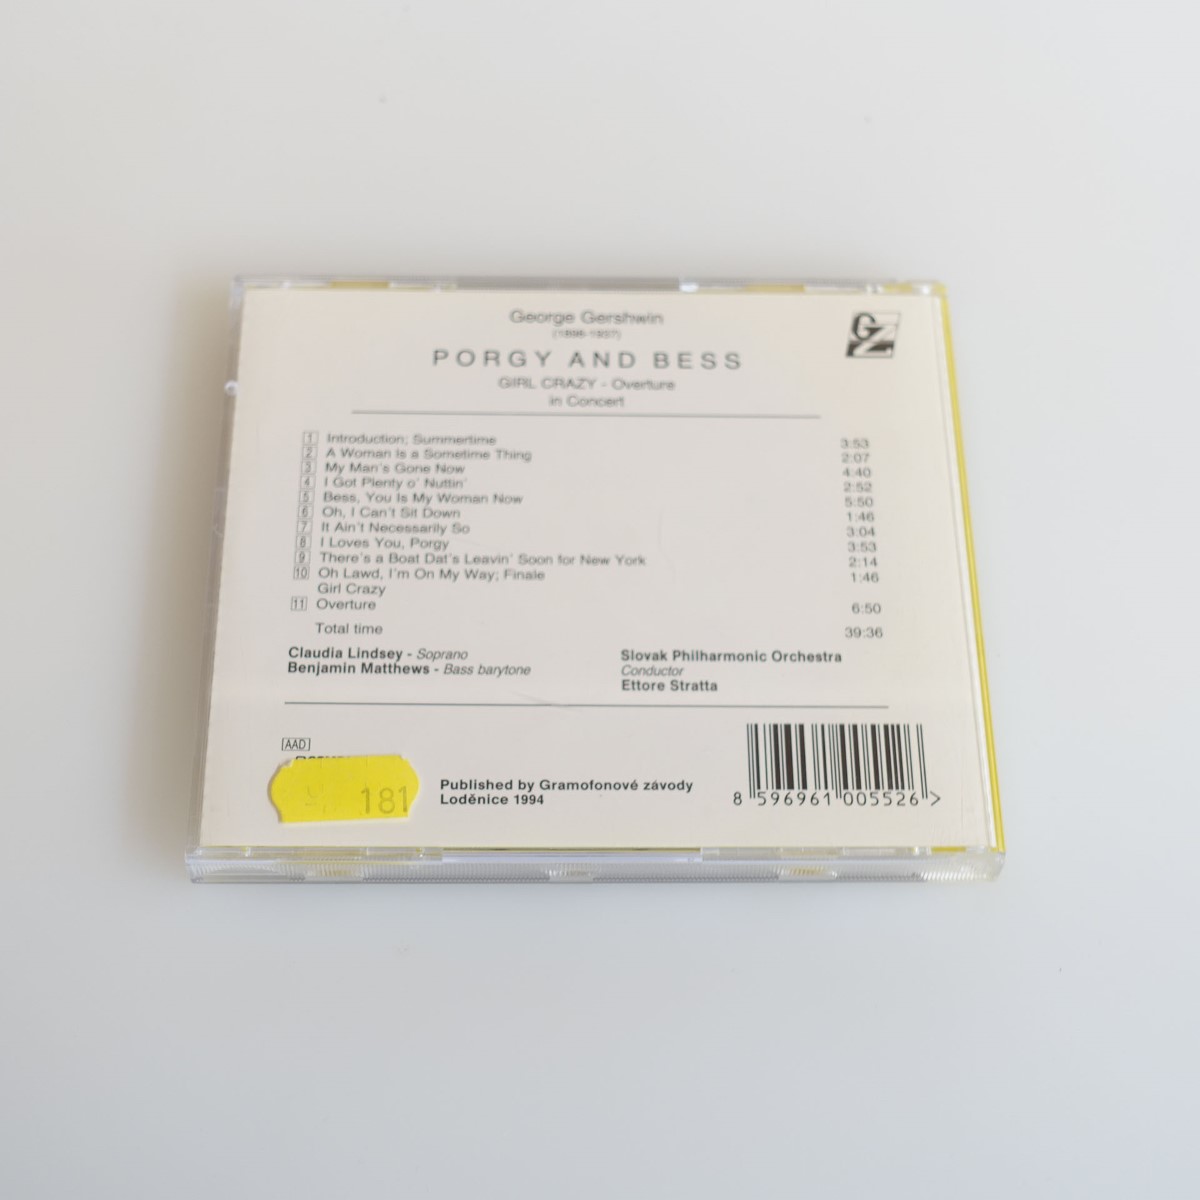 George Gershwin
(1898-1937)
GZ
PORGY AND BESS
GIRL CRAZY - Overture
in Concert
1 Introduction; Summertime 3:53
2 A Woman Is a Sometime Thing 2:07
3 My Man's Gone Now 4:40
4 I Got Plenty o' Nuttin' 2:52
5 Bess, You Is My Woman Now 5:50
6 Oh, I Can't Sit Down 1:46
7 It Ain't Necessarily So 3:04
8 I Loves You, Porgy 3:53
9 There's a Boat Dat's Leavin' Soon for New York 2:14
10 Oh Lawd, I'm On My Way; Finale 1:46
Girl Crazy
11 Overture 6:50
Total time 39:36
Claudia Lindsey - Soprano
Benjamin Matthews - Bass barytone
Slovak Philharmonic Orchestra
Conductor
Ettore Stratta
AAD
181
Published by Gramofonové závody
Loděnice 1994
8 596961 005526 >